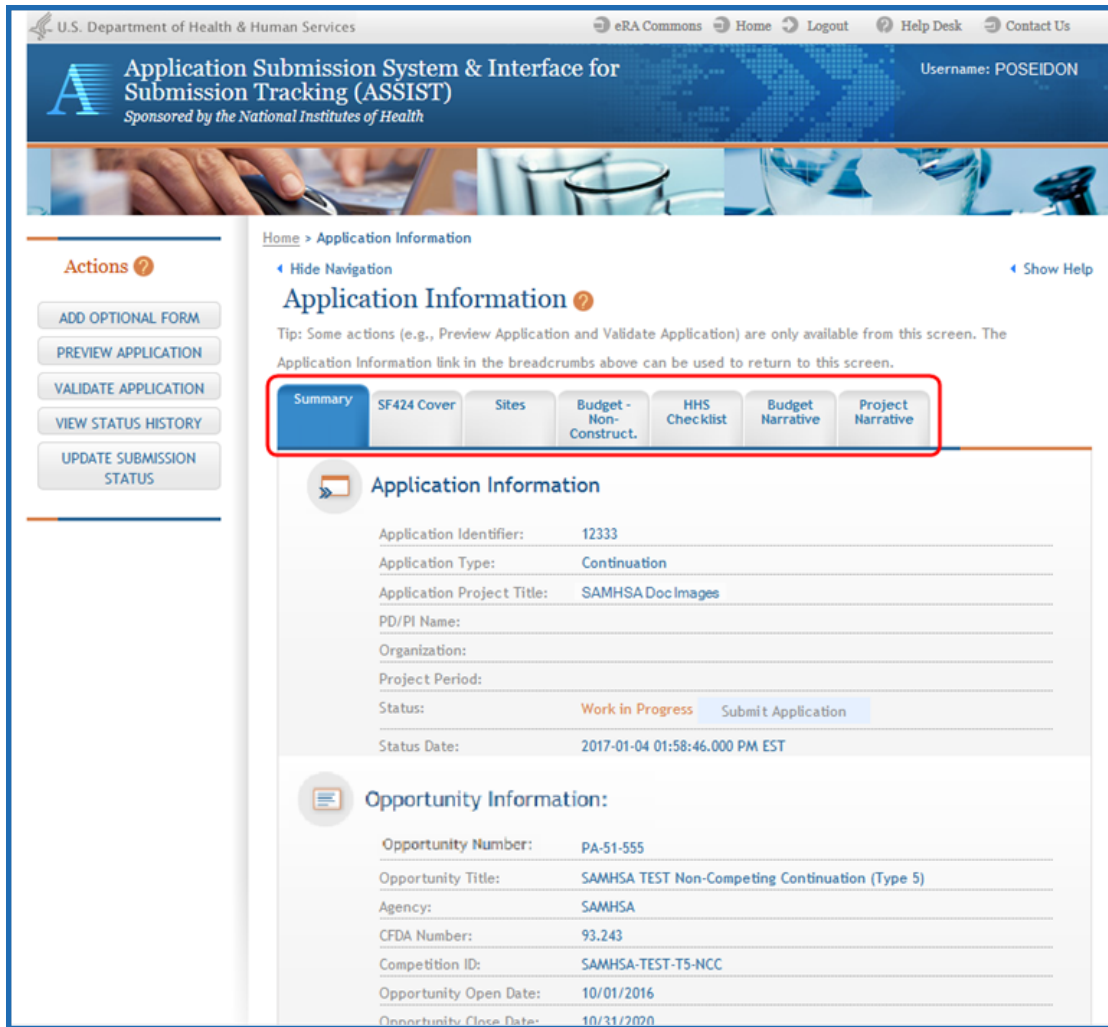 U.S. Department of Health & Human Services
eRA Commons Home Logout Help Desk Contact Us
A
Application Submission System & Interface for
Submission Tracking (ASSIST)
Sponsored by the National Institutes of Health
Username: POSEIDON
Home > Application Information
Actions ?
Hide Navigation
Show Help
Application Information ?
ADD OPTIONAL FORM
PREVIEW APPLICATION
VALIDATE APPLICATION
VIEW STATUS HISTORY
UPDATE SUBMISSION
STATUS
Tip: Some actions (e.g., Preview Application and Validate Application) are only available from this screen. The
Application Information link in the breadcrumbs above can be used to return to this screen.
Summary
SF424 Cover
Sites
Budget -
Non-
Construct.
HHS
Checklist
Budget
Narrative
Project
Narrative
Application Information
Application Identifier: 12333
Application Type: Continuation
Application Project Title: SAMHSA Doc Images
PD/PI Name:
Organization:
Project Period:
Status: Work in Progress Submit Application
Status Date: 2017-01-04 01:58:46.000 PM EST
Opportunity Information:
Opportunity Number: PA-51-555
Opportunity Title: SAMHSA TEST Non-Competing Continuation (Type 5)
Agency: SAMHSA
CFDA Number: 93.243
Competition ID: SAMHSA-TEST-T5-NCC
Opportunity Open Date: 10/01/2016
Opportunity Close Date: 10/31/2020